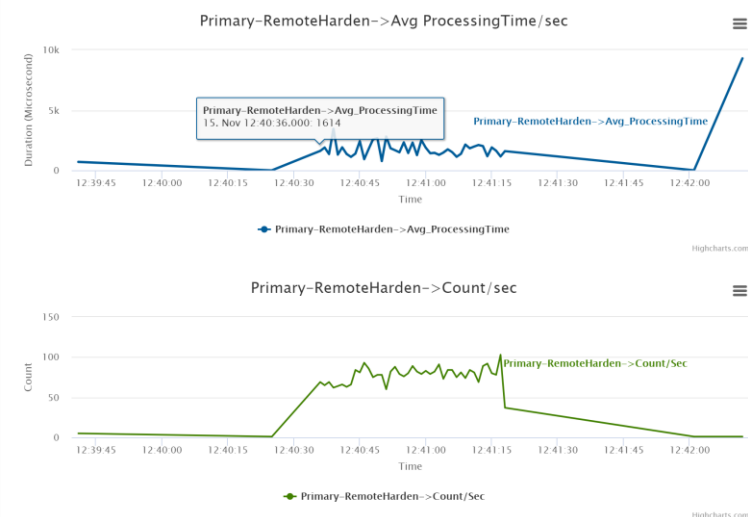 Primary-RemoteHarden->Avg ProcessingTime/sec
Duration (Microsecond)
10k
5k
0
Primary-RemoteHarden->Avg_ProcessingTime
15. Nov 12:40:36.000: 1614
Primary-RemoteHarden->Avg_ProcessingTime
12:39:45 12:40:00 12:40:15 12:40:30 12:40:45 12:41:00 12:41:15 12:41:30 12:41:45 12:42:00
Time
Primary-RemoteHarden->Avg_ProcessingTime
Highcharts.com
Primary-RemoteHarden->Count/sec
Count
150
100
50
0
Primary-RemoteHarden->Count/Sec
12:39:45 12:40:00 12:40:15 12:40:30 12:40:45 12:41:00 12:41:15 12:41:30 12:41:45 12:42:00
Time
Primary-RemoteHarden->Count/Sec
Highcharts.com